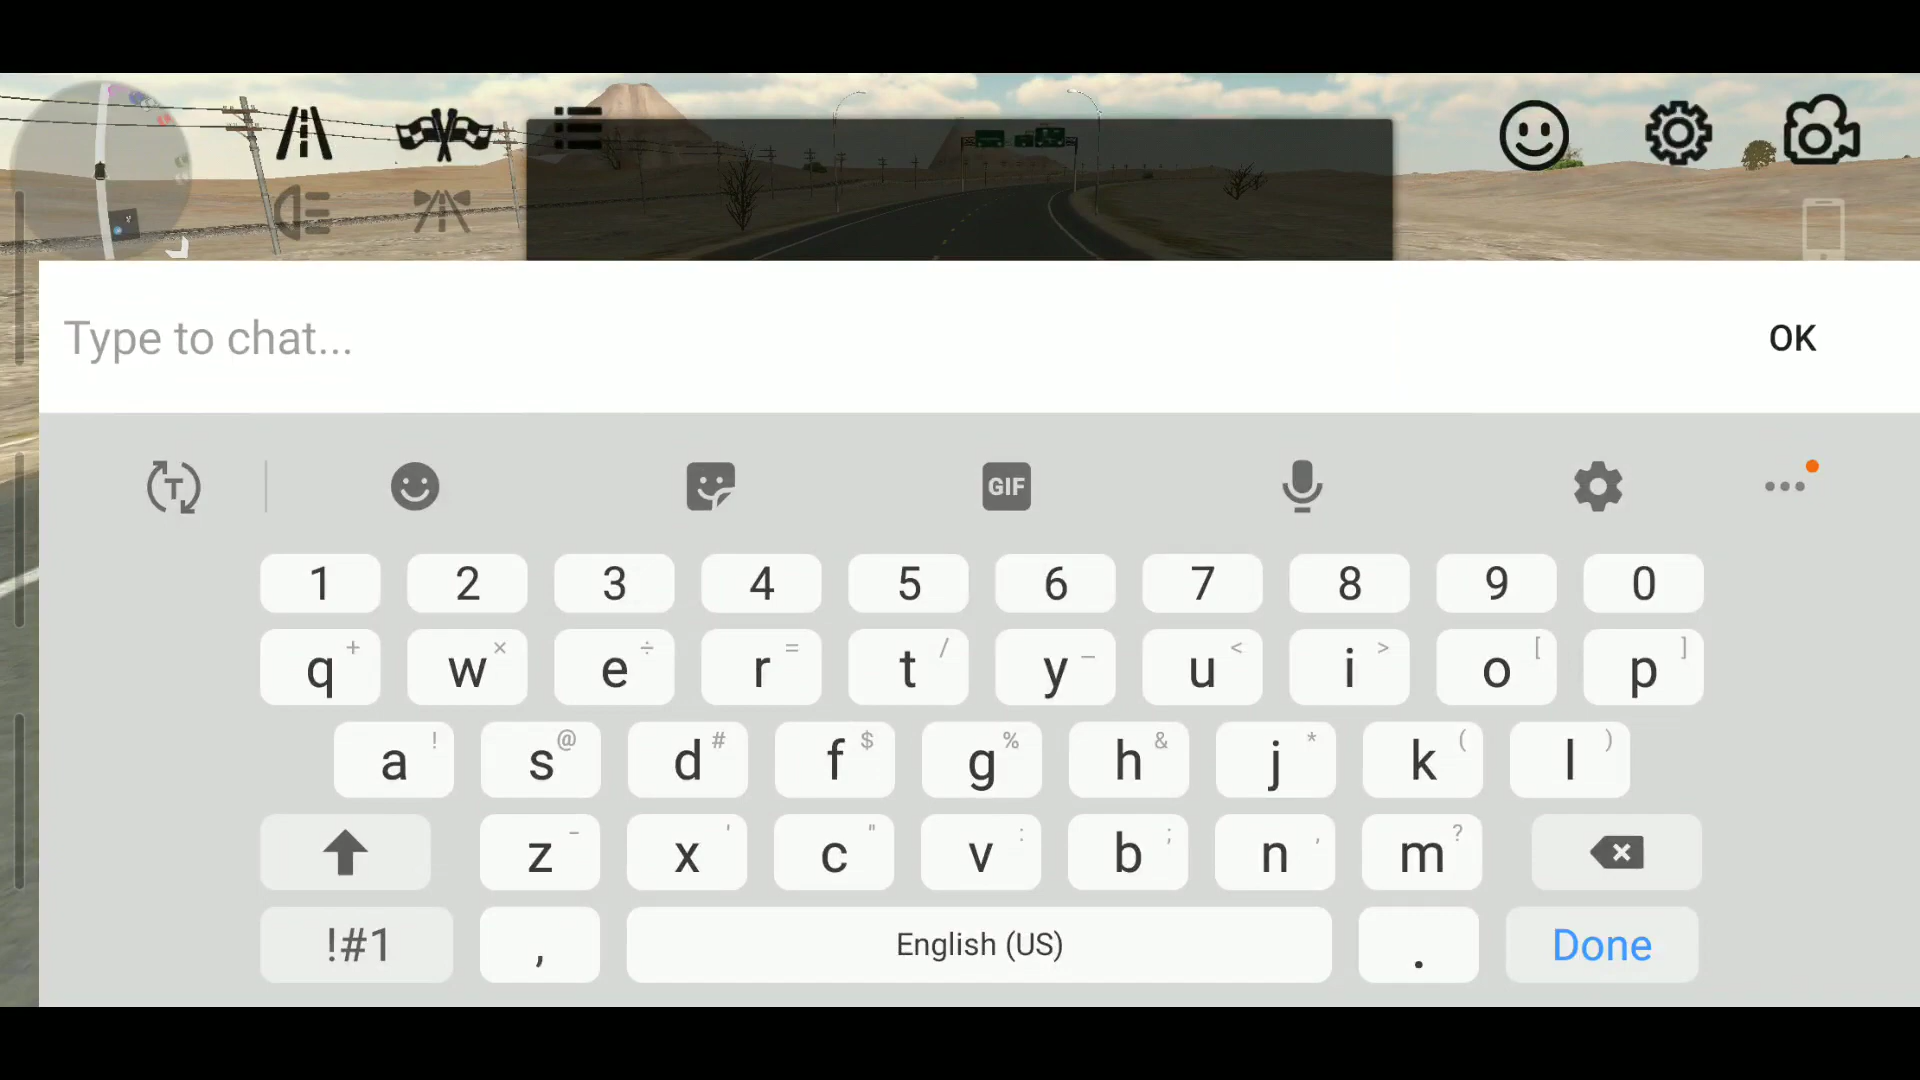 Type to chat...
OK
T
GIF
1 2 3 4 5 6 7 8 9 0
q + w × e ÷ r = t / y _ u < i > o [ p ]
a ! s @ d # f $ g % h & j * k ( l )
z - x ' c " v : b ; n , m ?
!#1 , English (US) . Done